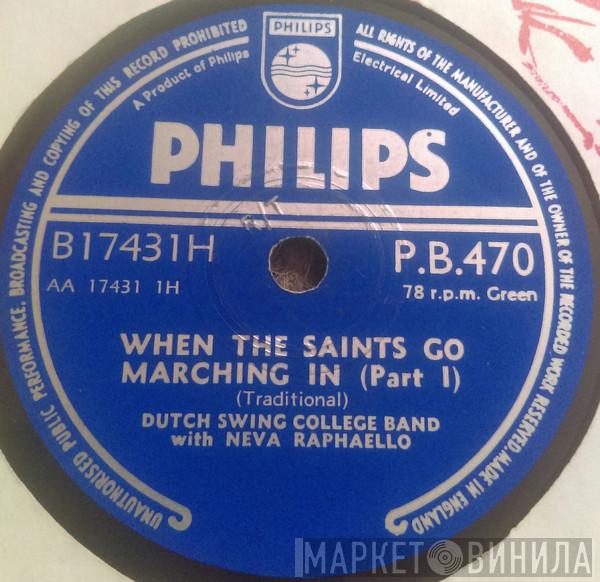 PHILIPS
A Product of Philips Electrical Limited
UNAUTHORISED PUBLIC PERFORMANCE, BROADCASTING AND COPYING OF THIS RECORD PROHIBITED
ALL RIGHTS OF THE MANUFACTURER AND OF THE OWNER OF THE RECORDED WORK RESERVED. MADE IN ENGLAND
PHILIPS
B17431H
P.B.470
AA 17431 1H
78 r.p.m. Green
WHEN THE SAINTS GO
MARCHING IN (Part 1)
(Traditional)
DUTCH SWING COLLEGE BAND
with NEVA RAPHAELLO
МАРКЕТ ВИНИЛА